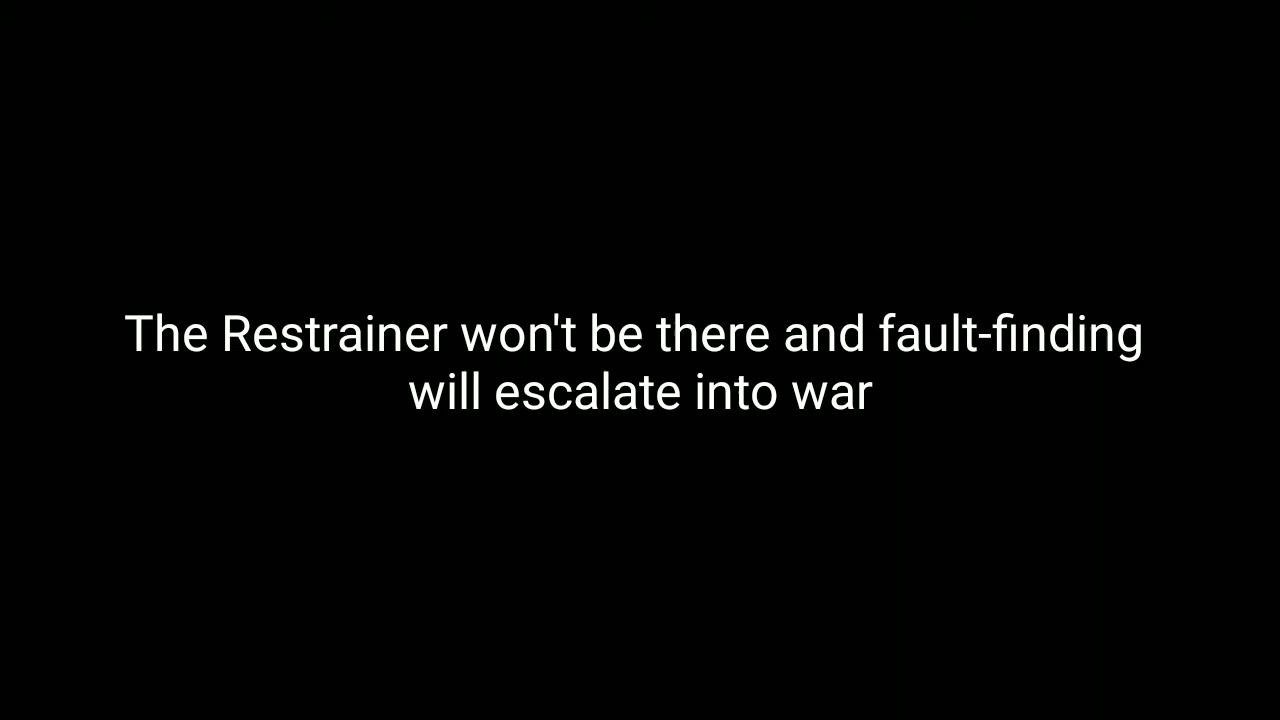 The Restrainer won't be there and fault-finding
will escalate into war